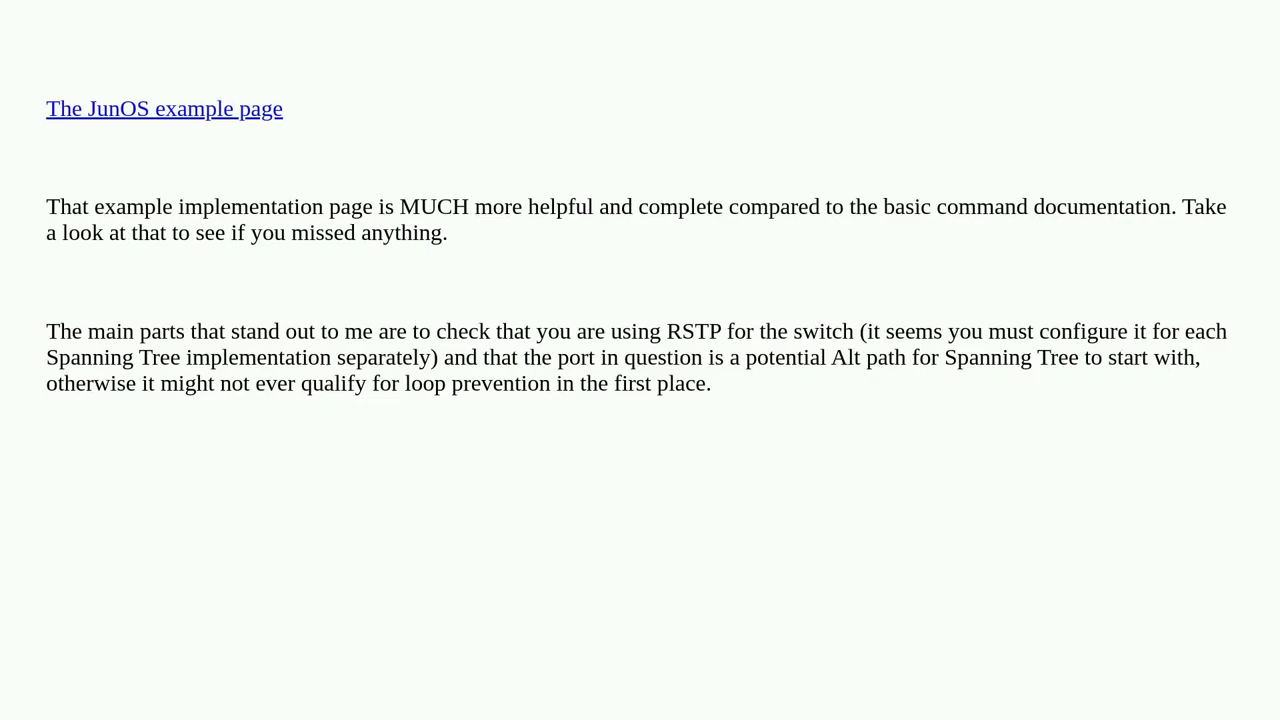 The JunOS example page
That example implementation page is MUCH more helpful and complete compared to the basic command documentation. Take
a look at that to see if you missed anything.
The main parts that stand out to me are to check that you are using RSTP for the switch (it seems you must configure it for each
Spanning Tree implementation separately) and that the port in question is a potential Alt path for Spanning Tree to start with,
otherwise it might not ever qualify for loop prevention in the first place.